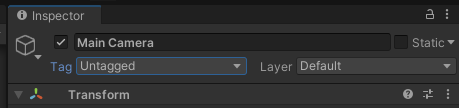 Inspector
Main Camera Static
Tag Untagged Layer Default
Transform